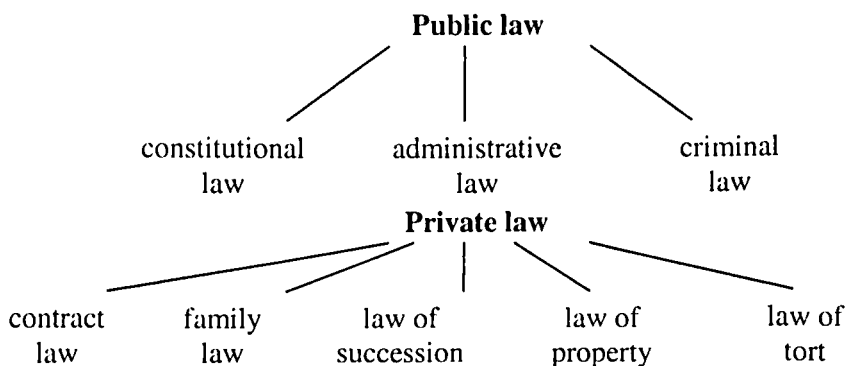 Public law
constitutional law
administrative law
criminal law
Private law
contract law
family law
law of succession
law of property
law of tort